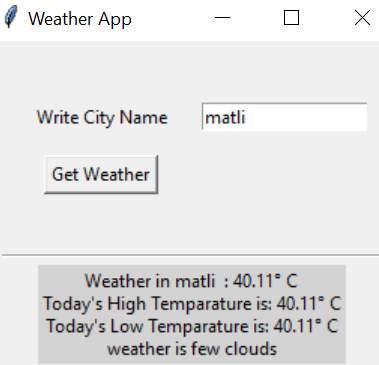 Weather App
Write City Name matli
Get Weather
Weather in matli : 40.11° C
Today's High Temparature is: 40.11° C
Today's Low Temparature is: 40.11° C
weather is few clouds